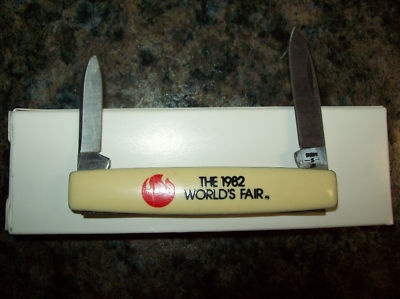 THE 1982
WORLD'S FAIR